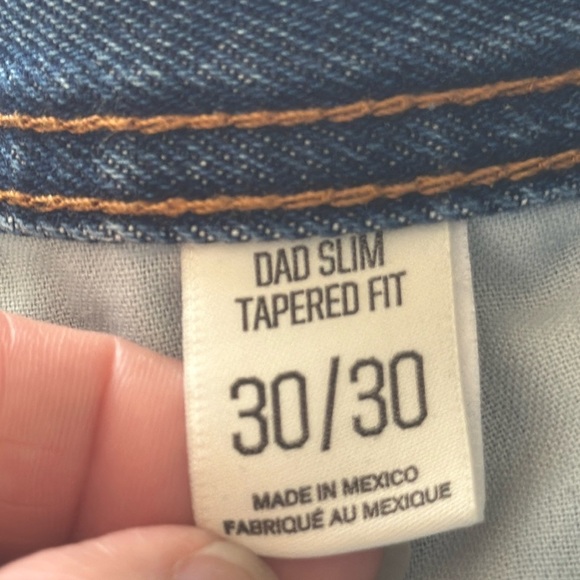 DAD SLIM
TAPERED FIT
30/30
MADE IN MEXICO
FABRIQUÉ AU MEXIQUE